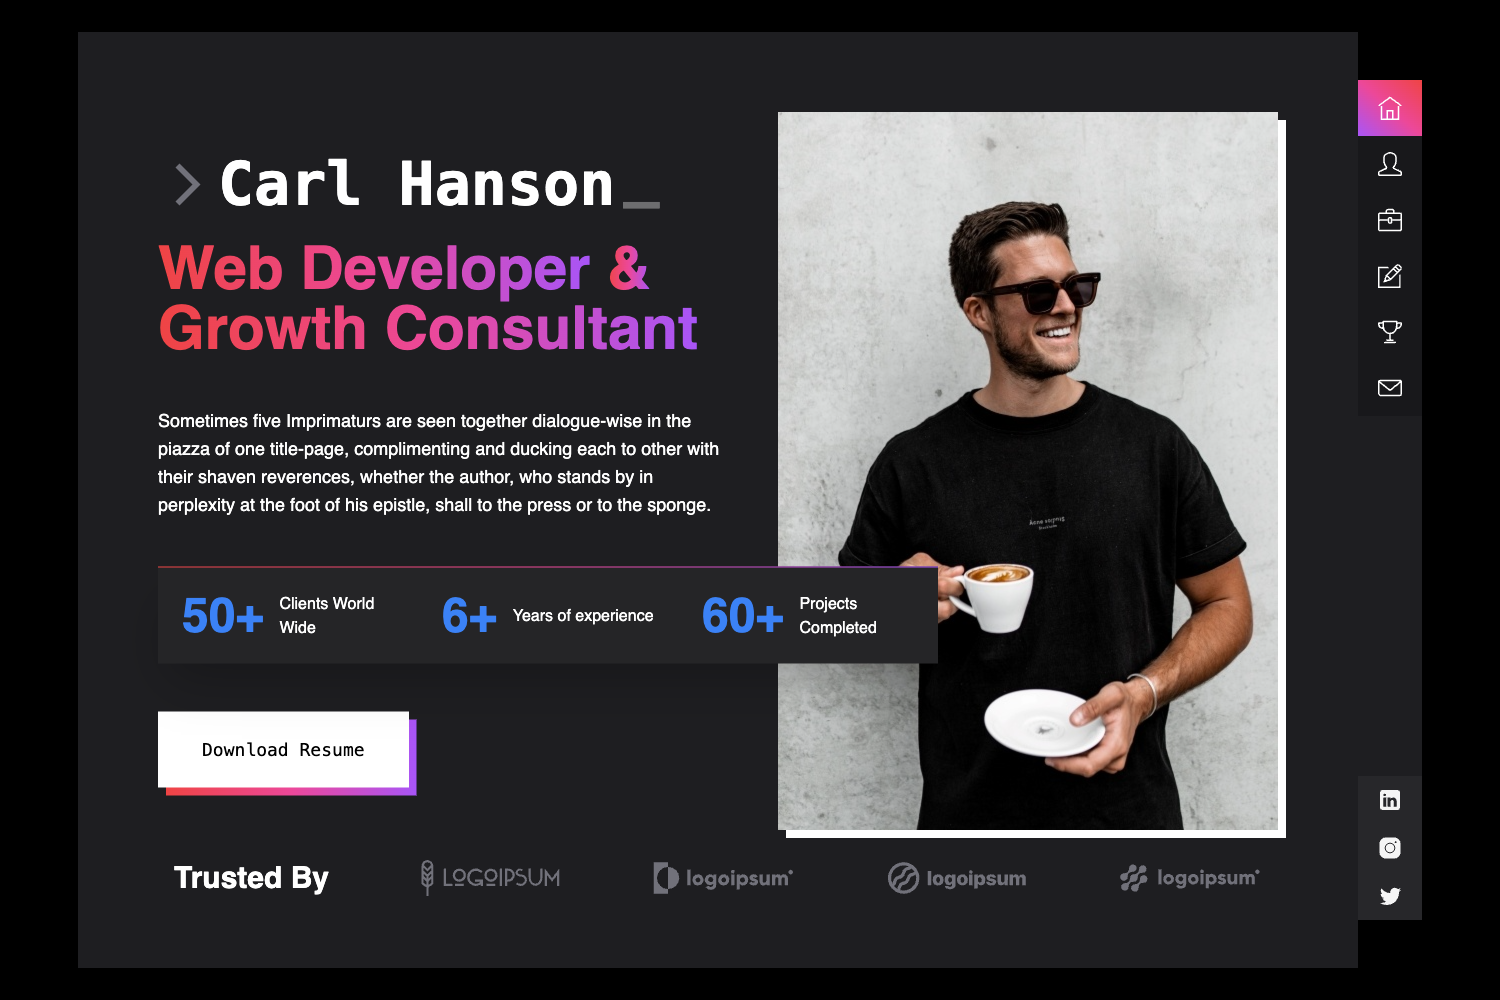 Carl Hanson_
Web Developer &
Growth Consultant
Sometimes five Imprimaturs are seen together dialogue-wise in the
piazza of one title-page, complimenting and ducking each to other with
their shaven reverences, whether the author, who stands by in
perplexity at the foot of his epistle, shall to the press or to the sponge.
50+ Clients World
Wide
6+ Years of experience
60+ Projects
Completed
Download Resume
Trusted By
LOGOIPSUM
logoipsum
logoipsum
logoipsum
in